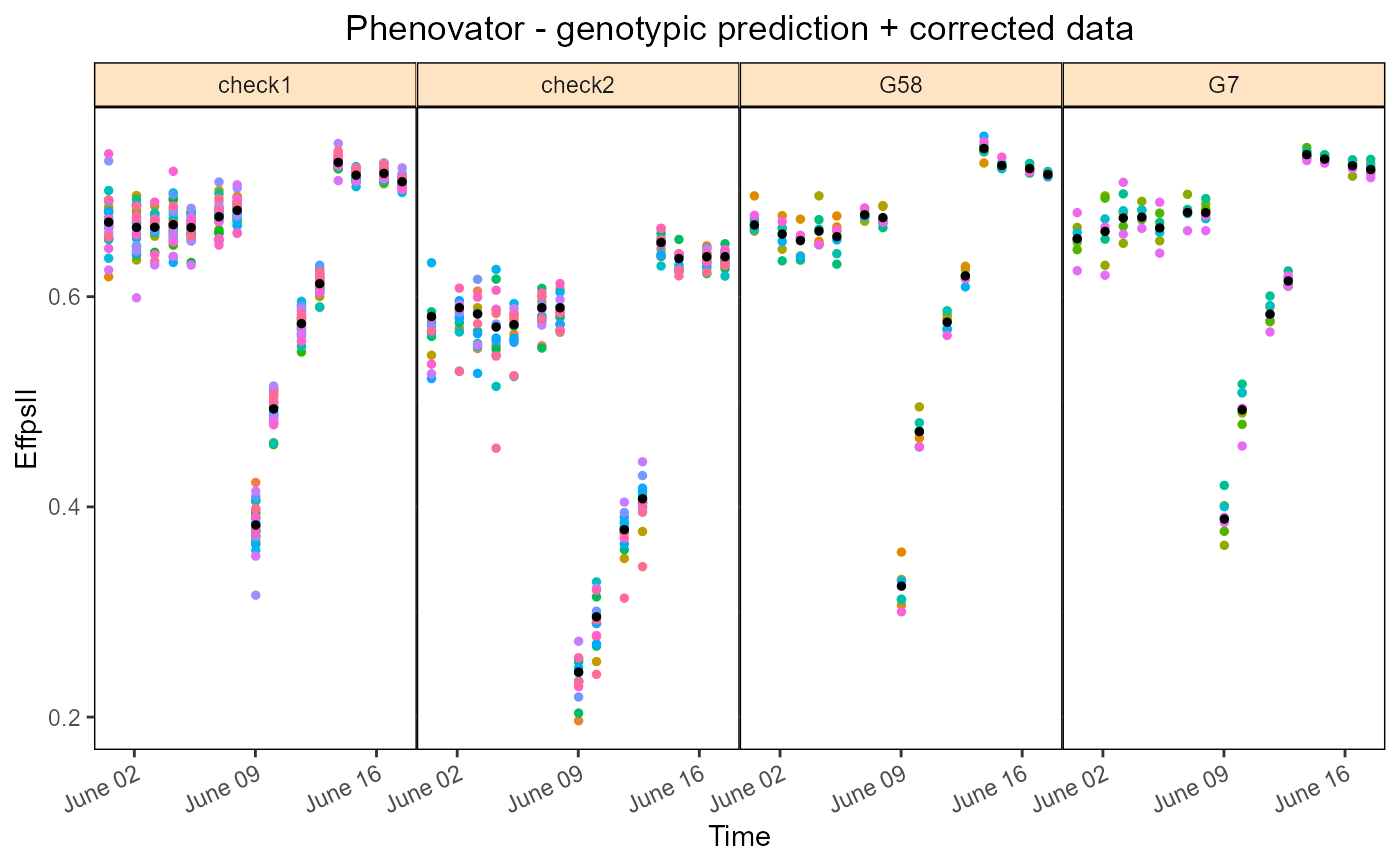 Phenovator - genotypic prediction + corrected data
check1 check2 G58 G7
EffpsII
0.6
0.4
0.2
June 02 June 09 June 16 June 02 June 09 June 16 June 02 June 09 June 16 June 02 June 09 June 16
Time